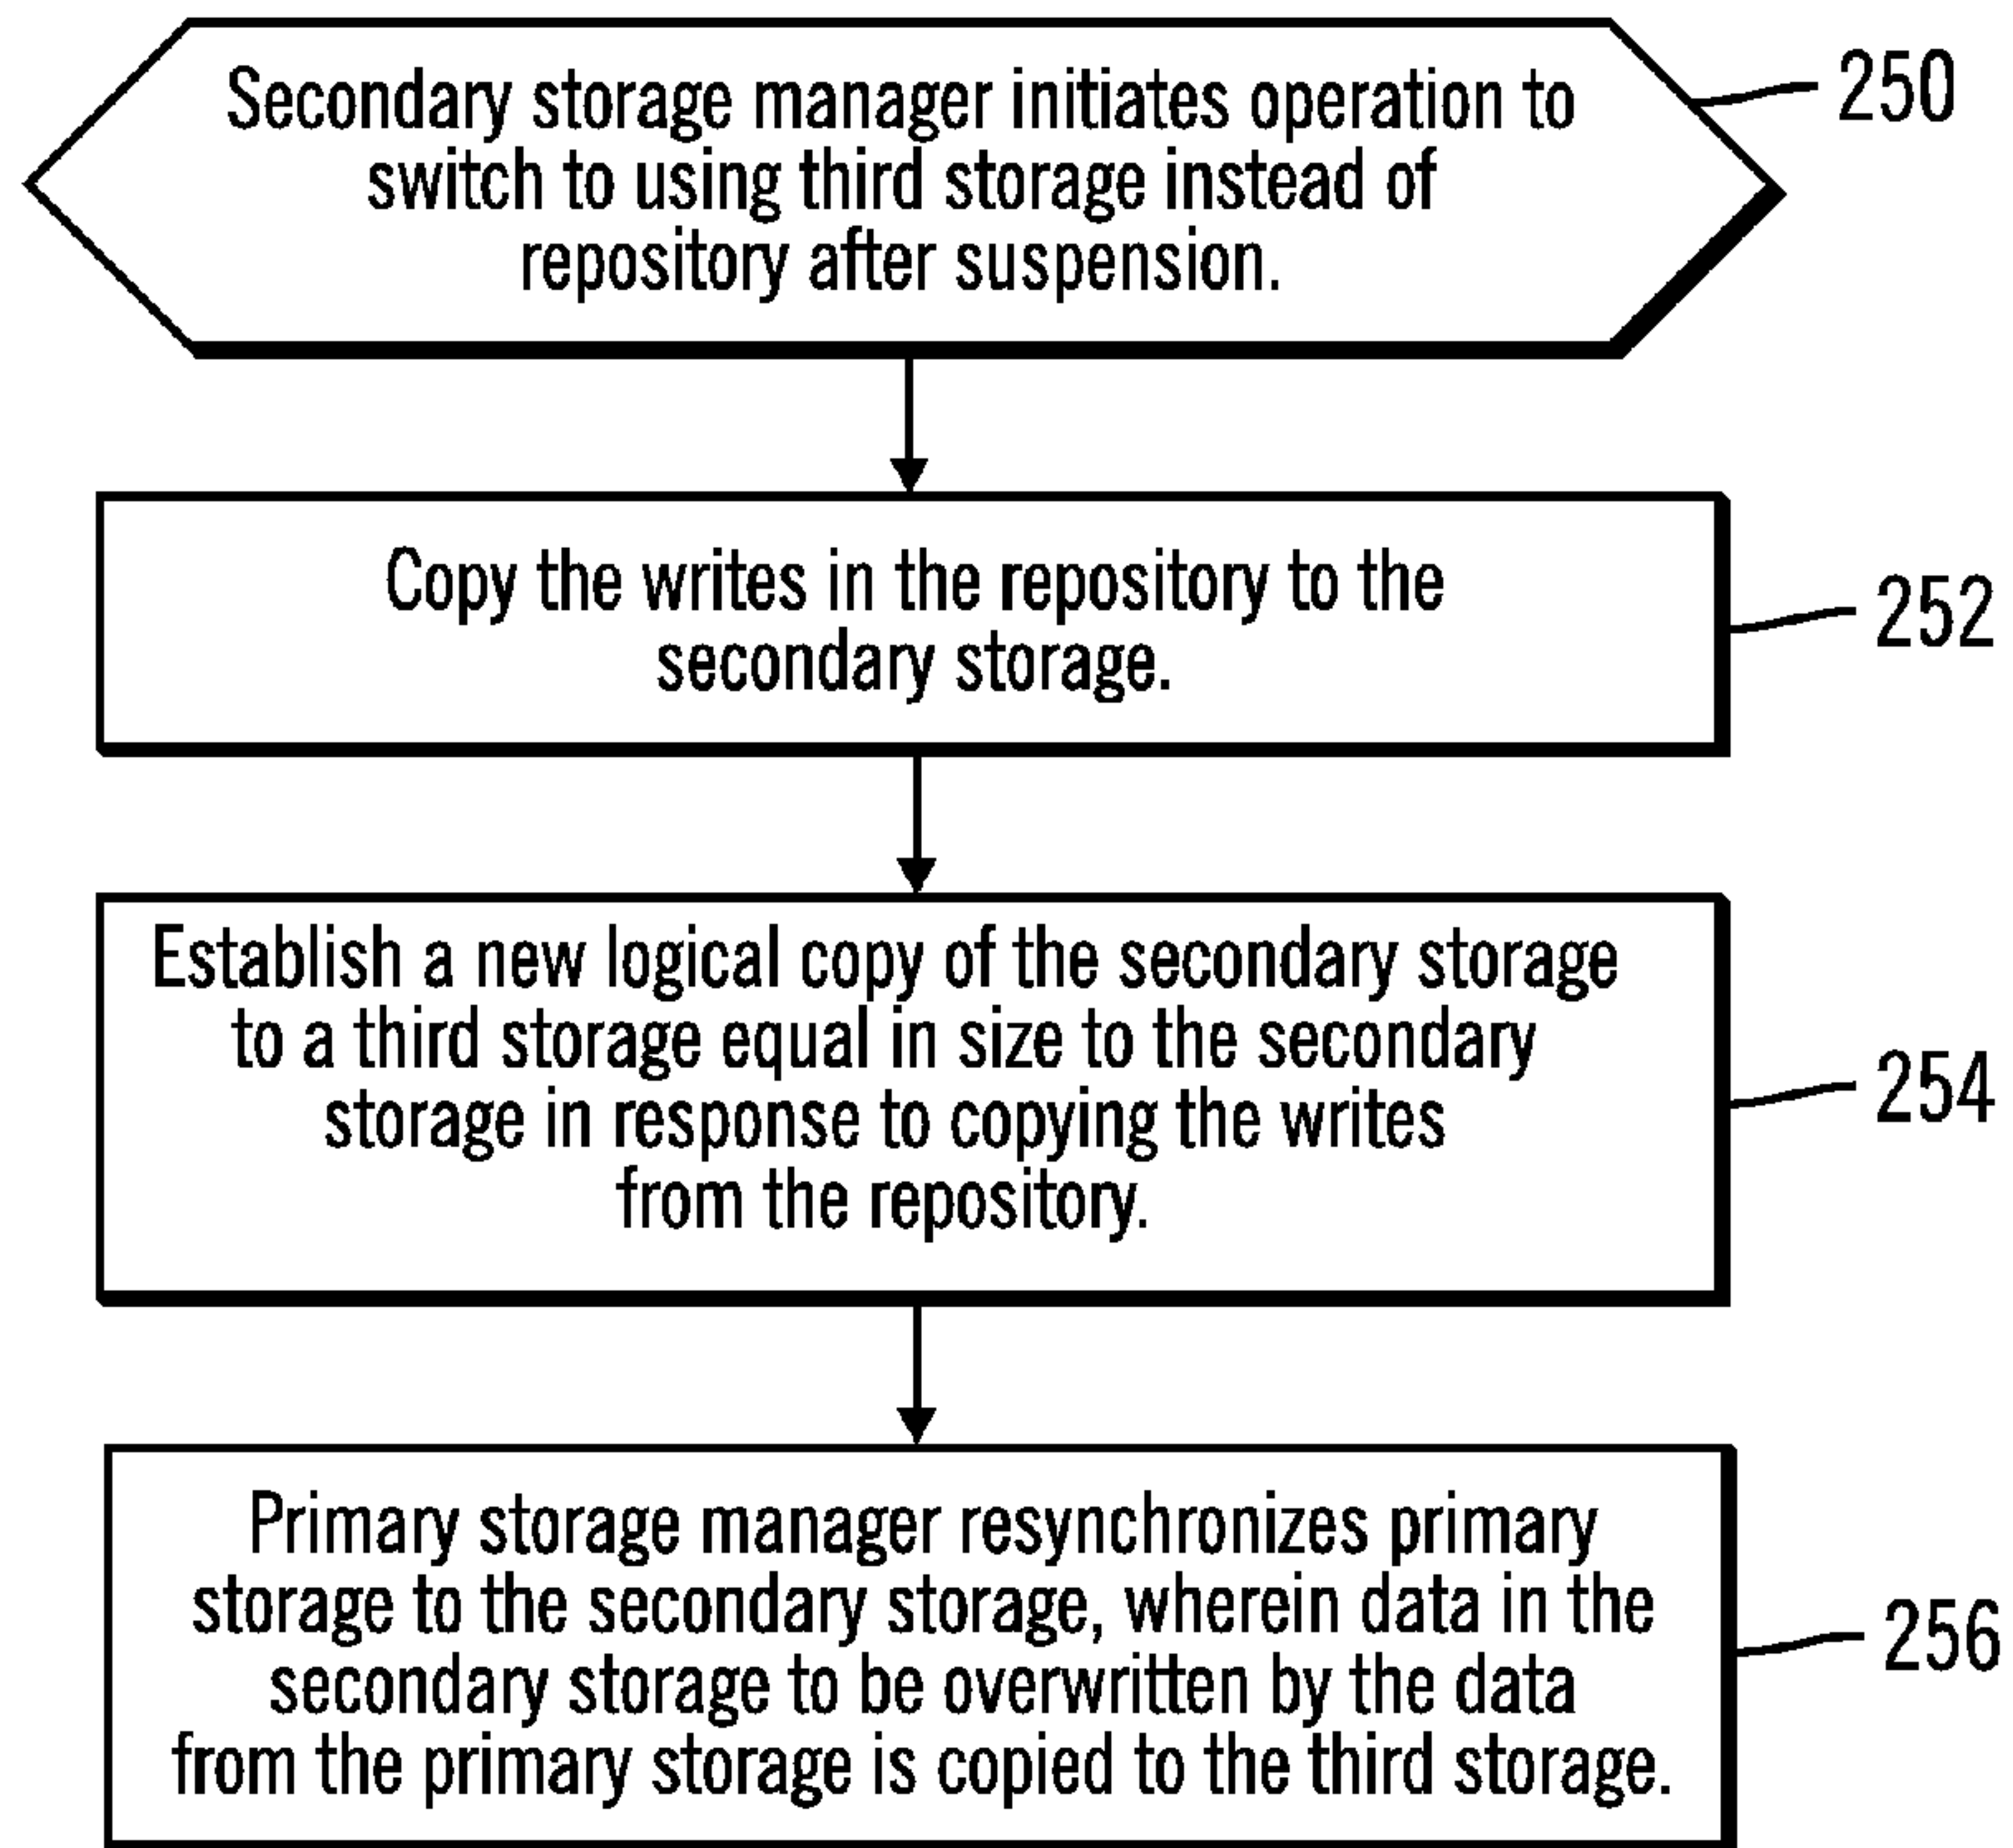 Secondary storage manager initiates operation to
switch to using third storage instead of
repository after suspension.
250
Copy the writes in the repository to the
secondary storage.
252
Establish a new logical copy of the secondary storage
to a third storage equal in size to the secondary
storage in response to copying the writes
from the repository.
254
Primary storage manager resynchronizes primary
storage to the secondary storage, wherein data in the
secondary storage to be overwritten by the data
from the primary storage is copied to the third storage.
256